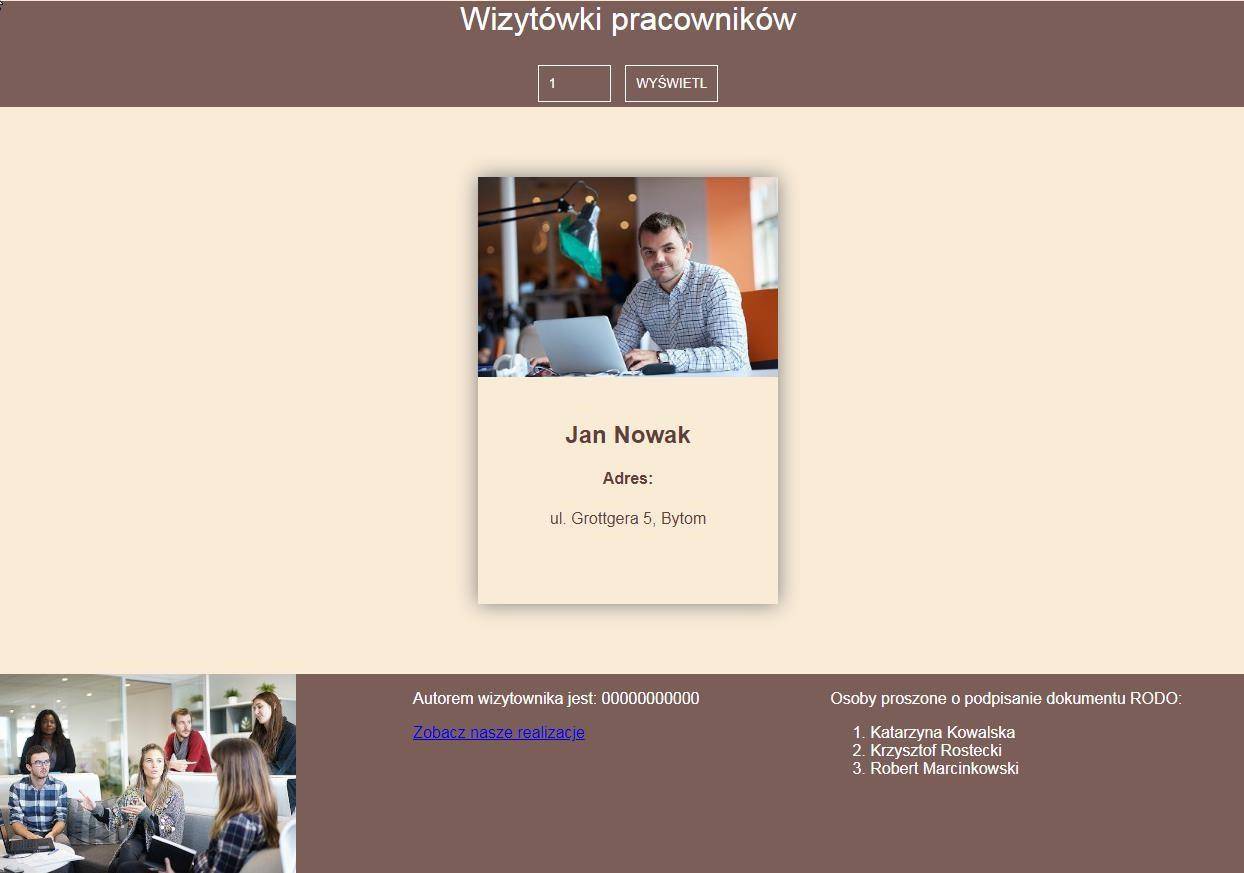 Wizytówki pracowników
1
WYŚWIETL
Jan Nowak
Adres:
ul. Grottgera 5, Bytom
Autorem wizytownika jest: 00000000000
Zobacz nasze realizacje
Osoby proszone o podpisanie dokumentu RODO:
1. Katarzyna Kowalska
2. Krzysztof Rostecki
3. Robert Marcinkowski